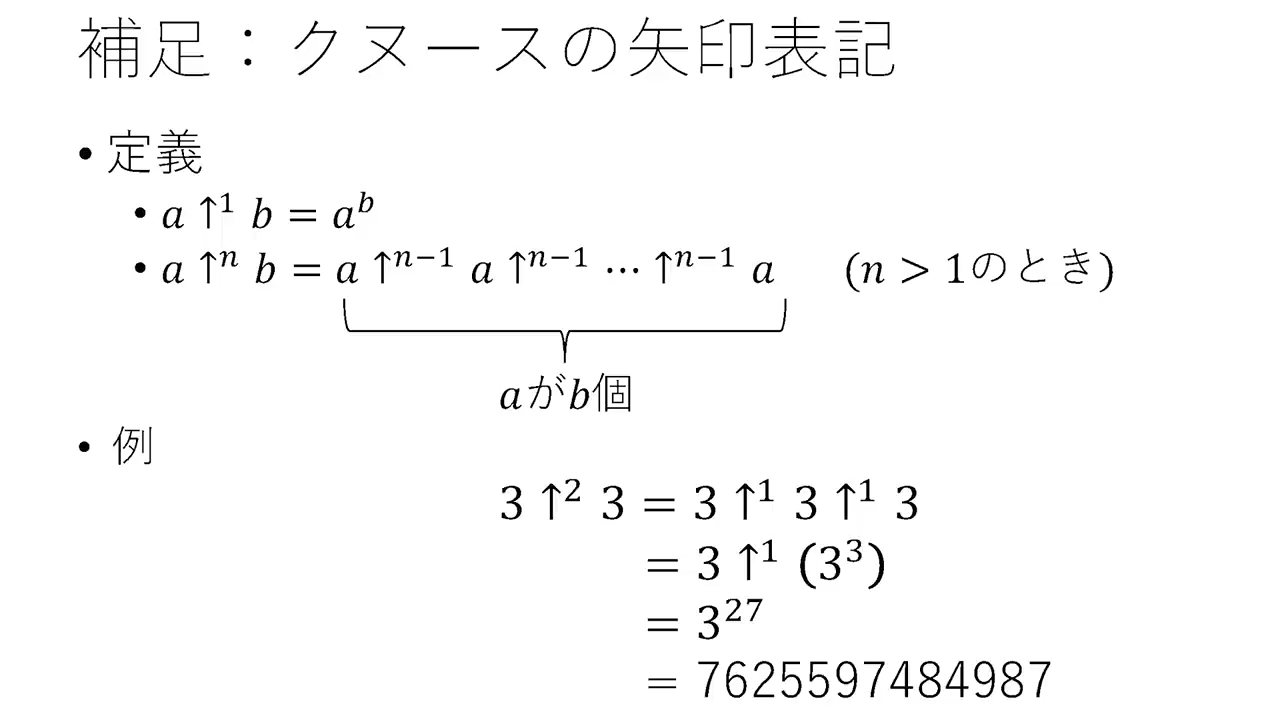 補足：クヌースの矢印表記
• 定義
• a ↑¹ b = aᵇ
• a ↑ⁿ b = a ↑ⁿ⁻¹ a ↑ⁿ⁻¹ ⋯ ↑ⁿ⁻¹ a (n > 1のとき)
aがb個
• 例
3 ↑² 3 = 3 ↑¹ 3 ↑¹ 3
= 3 ↑¹ (3³)
= 3²⁷
= 7625597484987